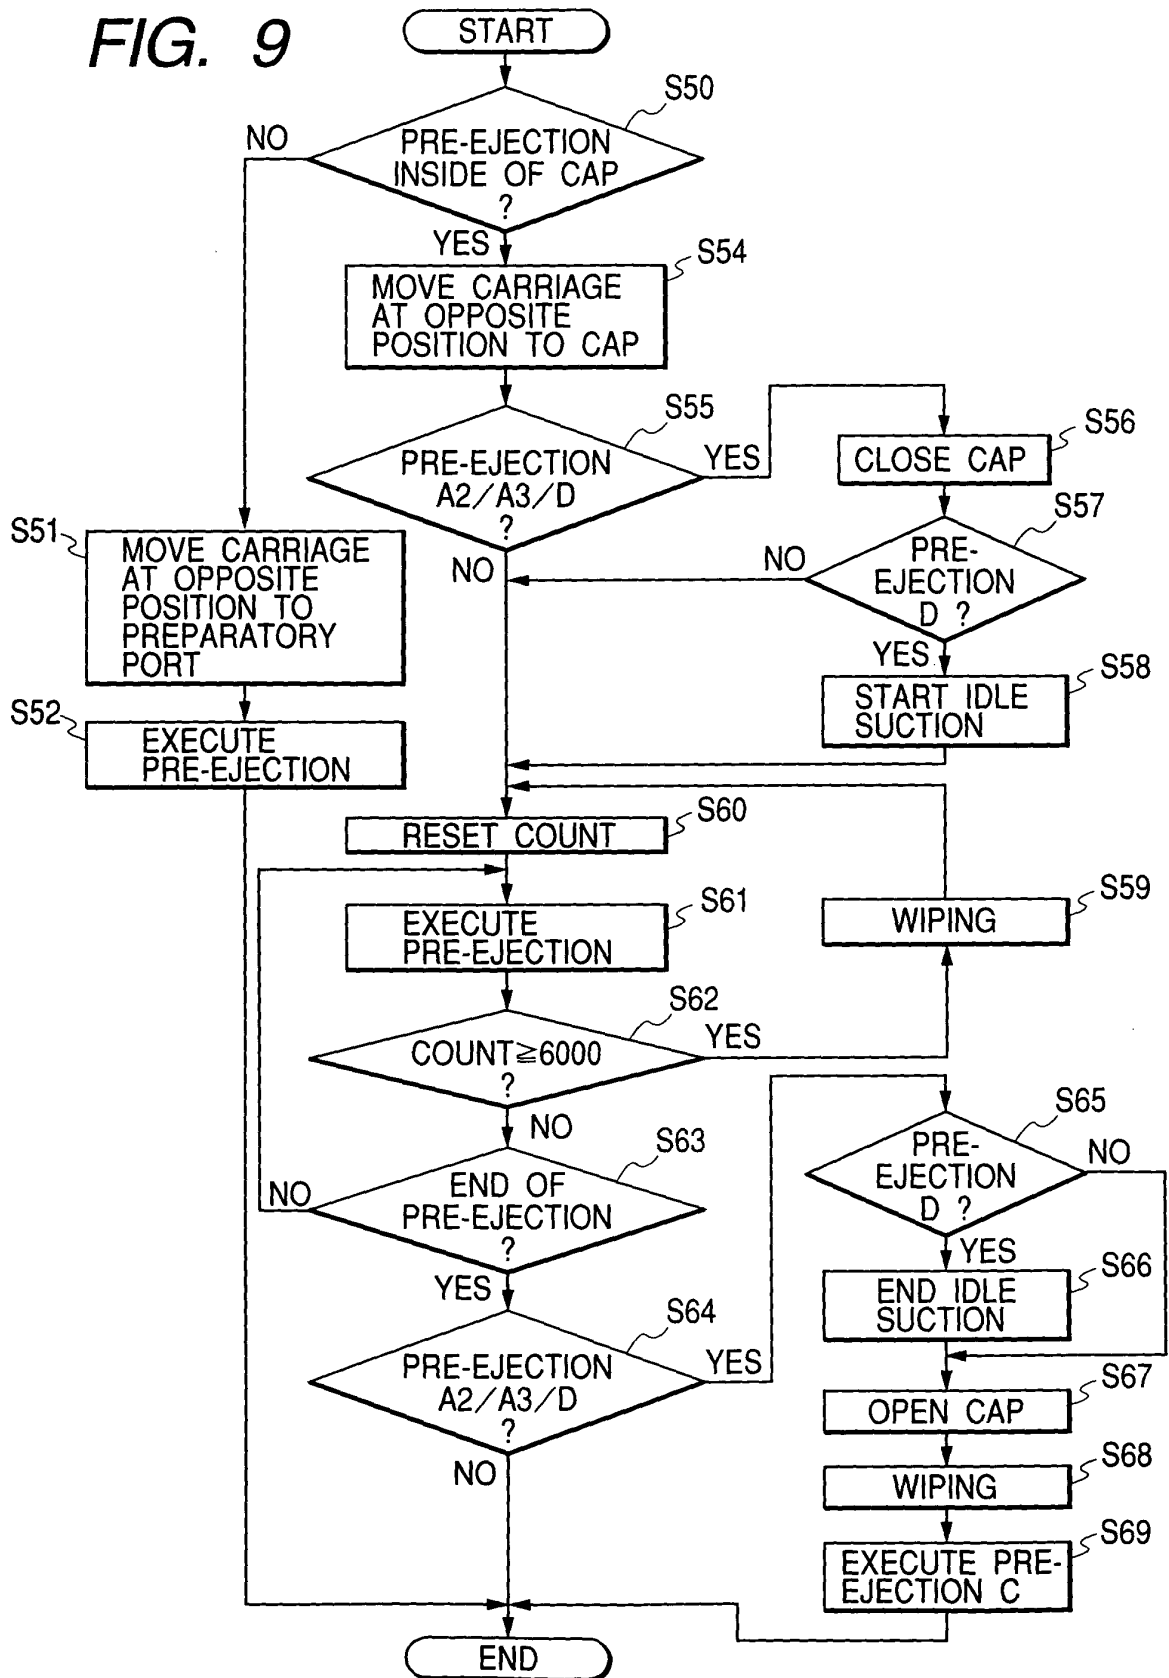 FIG. 9
START
S50
PRE-EJECTION
INSIDE OF CAP
?
NO
YES
S54
MOVE CARRIAGE
AT OPPOSITE
POSITION TO CAP
S55
PRE-EJECTION
A2/A3/D
?
YES
NO
S56
CLOSE CAP
S57
PRE-
EJECTION
D ?
NO
YES
S58
START IDLE
SUCTION
S51
MOVE CARRIAGE
AT OPPOSITE
POSITION TO
PREPARATORY
PORT
S52
EXECUTE
PRE-EJECTION
S60
RESET COUNT
S61
EXECUTE
PRE-EJECTION
S59
WIPING
S62
COUNT≧6000
?
YES
NO
S63
END OF
PRE-EJECTION
?
NO
YES
S64
PRE-EJECTION
A2/A3/D
?
YES
NO
S65
PRE-
EJECTION
D ?
NO
YES
S66
END IDLE
SUCTION
S67
OPEN CAP
S68
WIPING
S69
EXECUTE PRE-
EJECTION C
END